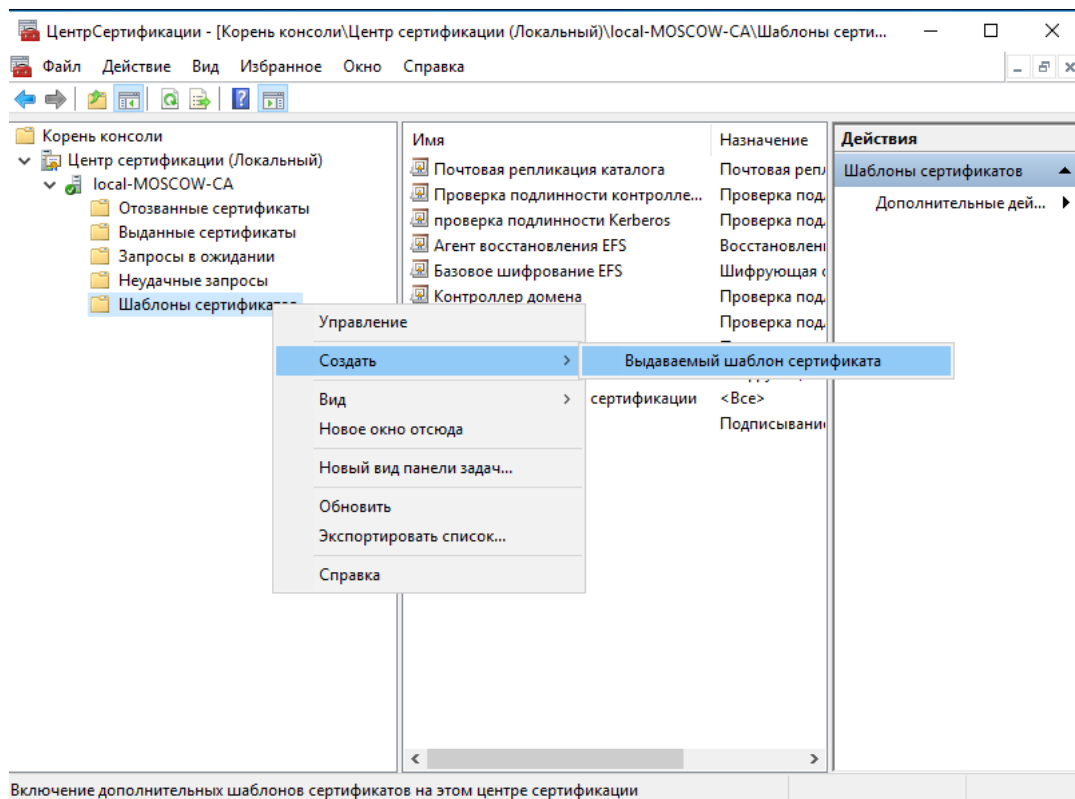 ЦентрСертификации - [Корень консоли\Центр сертификации (Локальный)\local-MOSCOW-CA\Шаблоны серти...
Файл Действие Вид Избранное Окно Справка
Корень консоли
Центр сертификации (Локальный)
local-MOSCOW-CA
Отозванные сертификаты
Выданные сертификаты
Запросы в ожидании
Неудачные запросы
Шаблоны сертификатов
Имя Назначение
Почтовая репликация каталога Почтовая репл
Проверка подлинности контролле... Проверка под
проверка подлинности Kerberos Проверка под
Агент восстановления EFS Восстановлен
Базовое шифрование EFS Шифрующая
Контроллер домена Проверка под
Проверка под
сертификации <Все>
Подписывани
Управление
Создать
Выдаваемый шаблон сертификата
Вид
Новое окно отсюда
Новый вид панели задач...
Обновить
Экспортировать список...
Справка
Действия
Шаблоны сертификатов
Дополнительные дей...
Включение дополнительных шаблонов сертификатов на этом центре сертификации